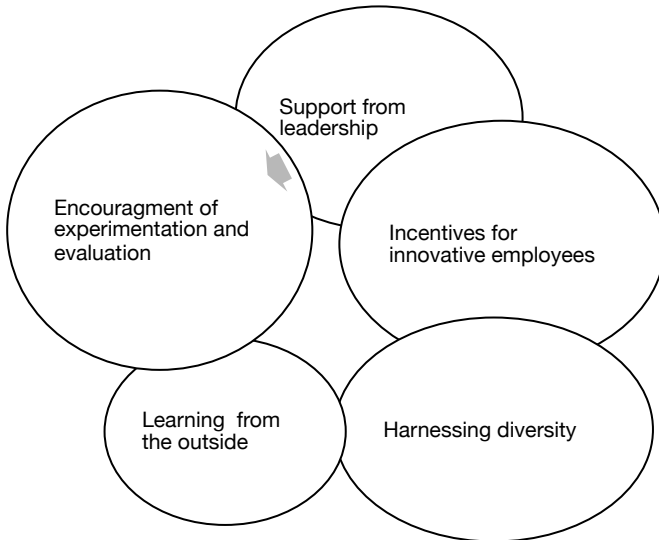 Support from
leadership
Encouragment of
experimentation and
evaluation
Incentives for
innovative employees
Learning  from
the outside
Harnessing diversity